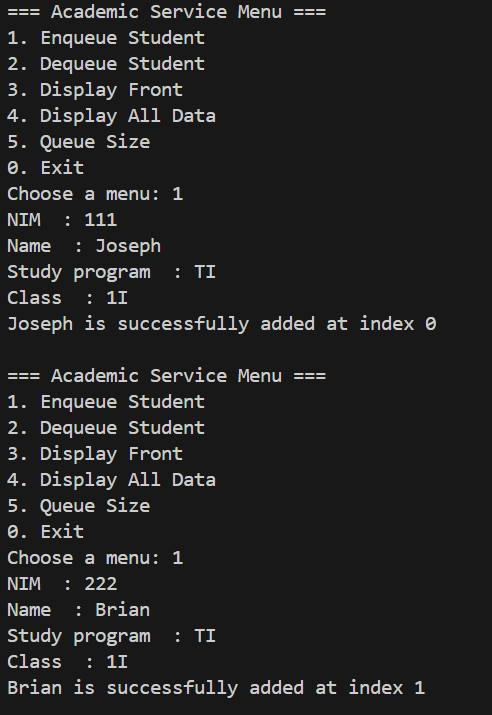 === Academic Service Menu ===
1. Enqueue Student
2. Dequeue Student
3. Display Front
4. Display All Data
5. Queue Size
0. Exit
Choose a menu: 1
NIM  : 111
Name  : Joseph
Study program  : TI
Class  : 1I
Joseph is successfully added at index 0

=== Academic Service Menu ===
1. Enqueue Student
2. Dequeue Student
3. Display Front
4. Display All Data
5. Queue Size
0. Exit
Choose a menu: 1
NIM  : 222
Name  : Brian
Study program  : TI
Class  : 1I
Brian is successfully added at index 1